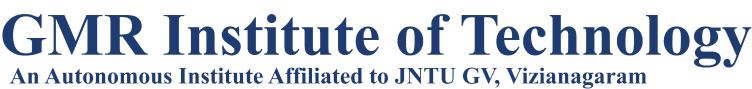 GMR Institute of Technology
An Autonomous Institute Affiliated to JNTU GV, Vizianagaram